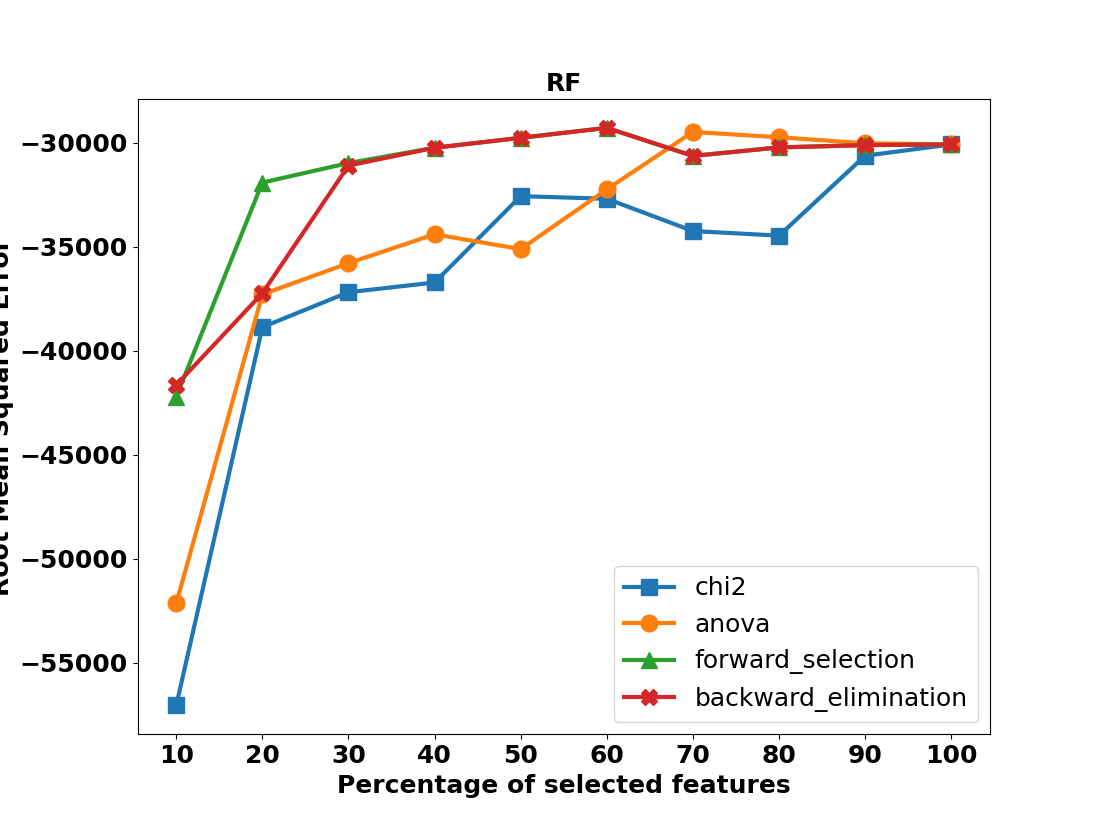 RF
−30000
−35000
−40000
−45000
−50000
−55000
Root Mean Squared Error
10 20 30 40 50 60 70 80 90 100
Percentage of selected features
chi2
anova
forward_selection
backward_elimination